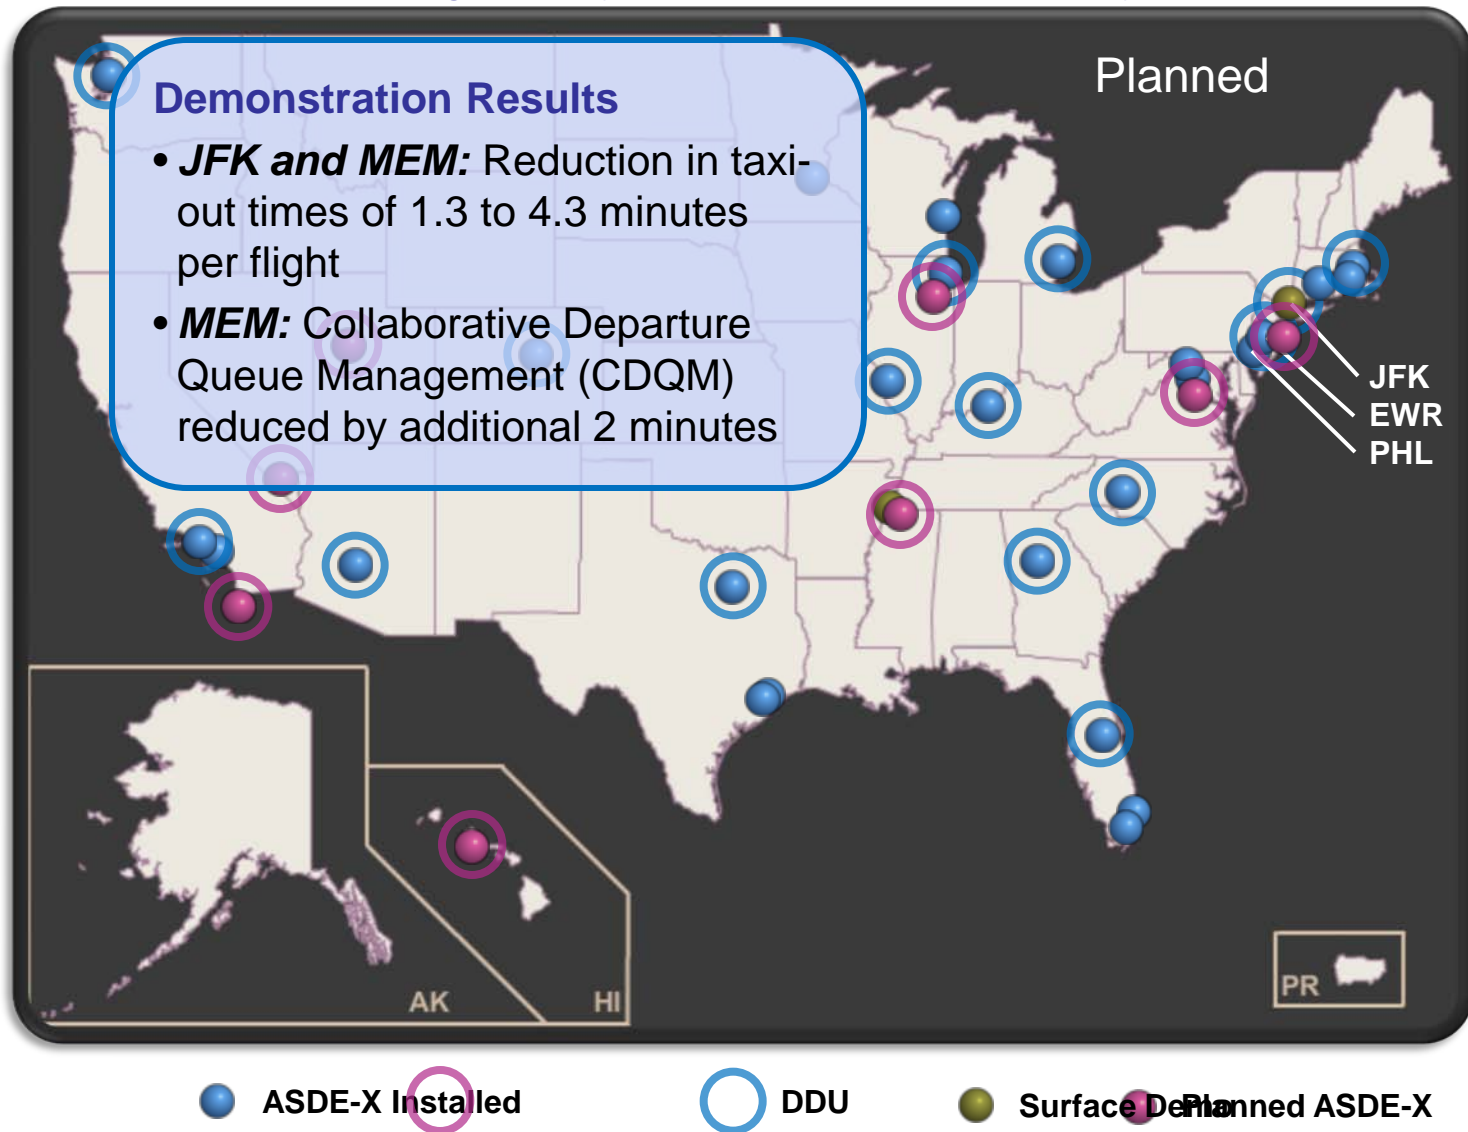 Planned
Demonstration Results
• JFK and MEM: Reduction in taxi-
out times of 1.3 to 4.3 minutes
per flight
• MEM: Collaborative Departure
Queue Management (CDQM)
reduced by additional 2 minutes
JFK
EWR
PHL
AK
HI
PR
ASDE-X Installed
DDU
Surface Demo
Planned ASDE-X